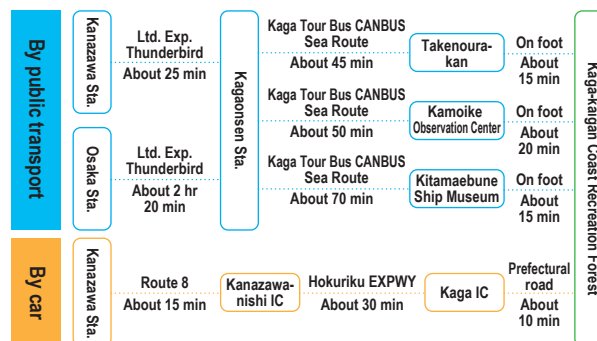 By public transport
Kanazawa Sta.
Ltd. Exp.
Thunderbird
About 25 min
Osaka Sta.
Ltd. Exp.
Thunderbird
About 2 hr
20 min
Kagaonsen Sta.
Kaga Tour Bus CANBUS
Sea Route
About 45 min
Takenoura-
kan
On foot
About
15 min
Kaga Tour Bus CANBUS
Sea Route
About 50 min
Kamoike
Observation Center
On foot
About
20 min
Kaga Tour Bus CANBUS
Sea Route
About 70 min
Kitamaebune
Ship Museum
On foot
About
15 min
By car
Kanazawa Sta.
Route 8
About 15 min
Kanazawa-
nishi IC
Hokuriku EXPWY
About 30 min
Kaga IC
Prefectural
road
About
10 min
Kaga-kaigan Coast Recreation Forest